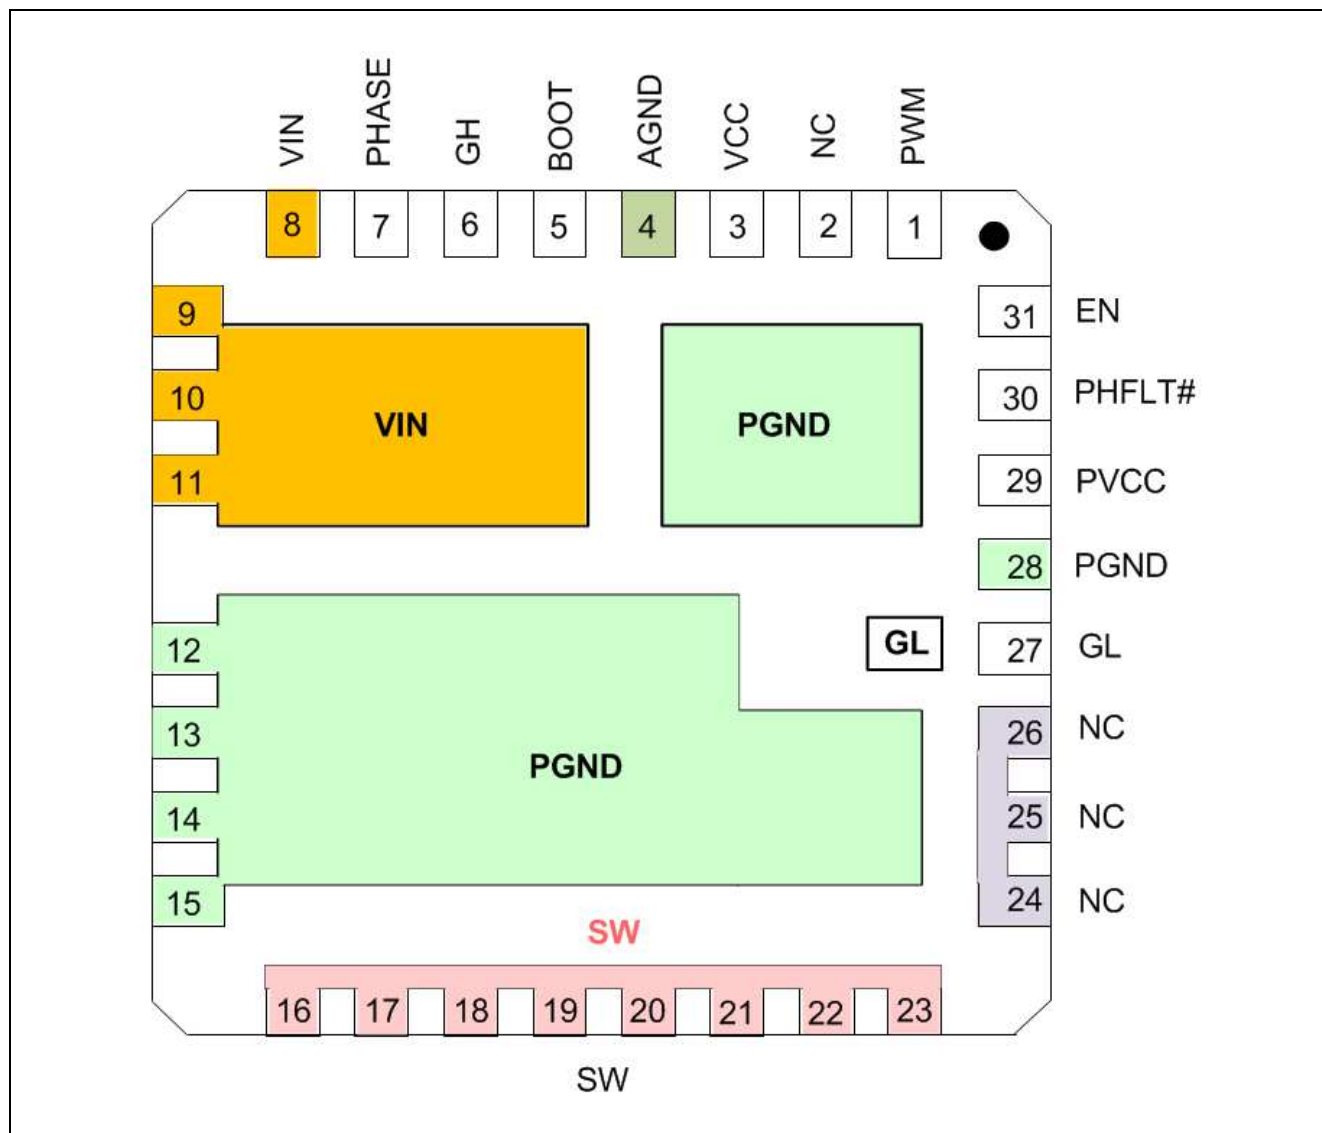 VIN PHASE GH BOOT AGND VCC NC PWM
8 7 6 5 4 3 2 1
9 31 EN
10 VIN PGND 30 PHFLT#
11 29 PVCC
28 PGND
12 GL 27 GL
13 26 NC
PGND
14 25 NC
15 24 NC
SW
16 17 18 19 20 21 22 23
SW